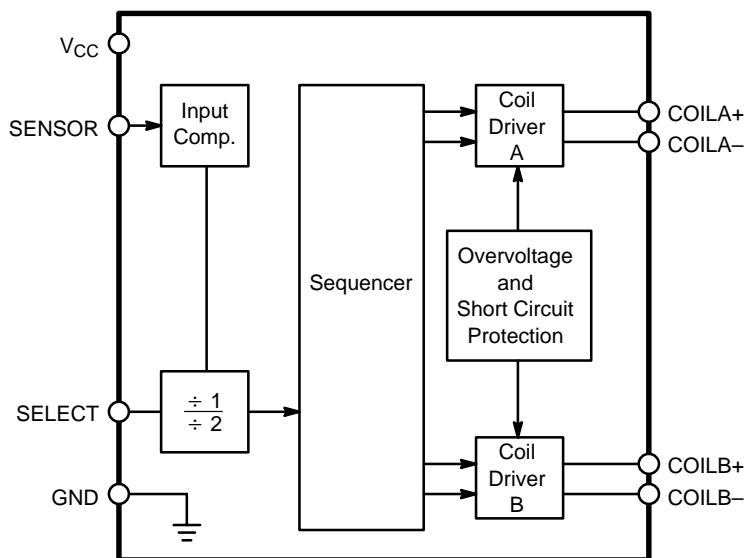 VCC
SENSOR
Input
Comp.
SELECT
÷ 1
÷ 2
GND
Sequencer
Coil
Driver
A
Overvoltage
and
Short Circuit
Protection
Coil
Driver
B
COILA+
COILA–
COILB+
COILB–